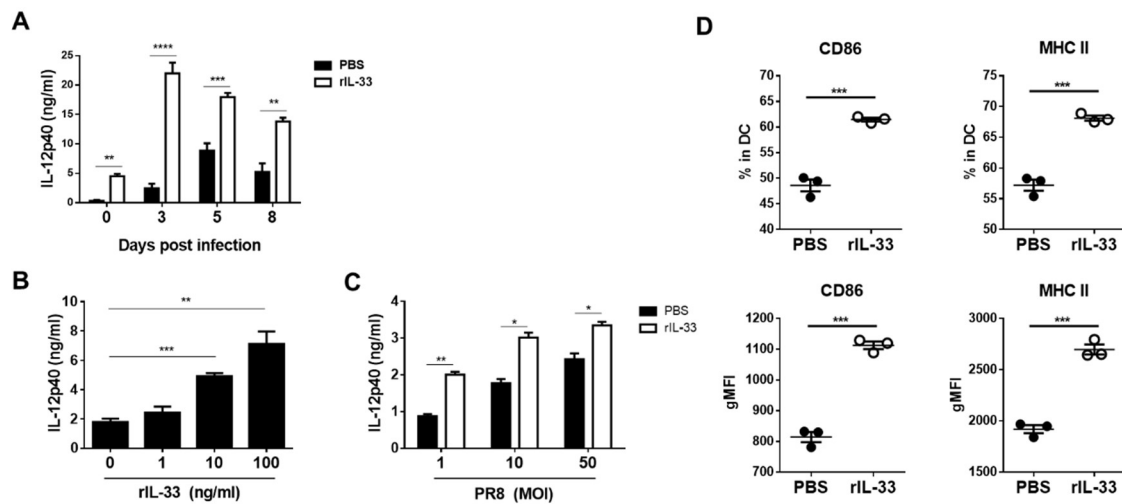 A
IL-12p40 (ng/ml)
25
20
15
10
5
0
**
****
***
**
PBS
rIL-33
0 3 5 8
Days post infection
B
IL-12p40 (ng/ml)
10
8
6
4
2
0
**
***
0 1 10 100
rIL-33 (ng/ml)
C
IL-12p40 (ng/ml)
4
3
2
1
0
**
*
*
PBS
rIL-33
1 10 50
PR8 (MOI)
D
CD86
% in DC
70
65
60
55
50
45
40
***
PBS rIL-33
MHC II
% in DC
75
70
65
60
55
50
***
PBS rIL-33
CD86
gMFI
1200
1100
1000
900
800
700
***
PBS rIL-33
MHC II
gMFI
3000
2500
2000
1500
***
PBS rIL-33